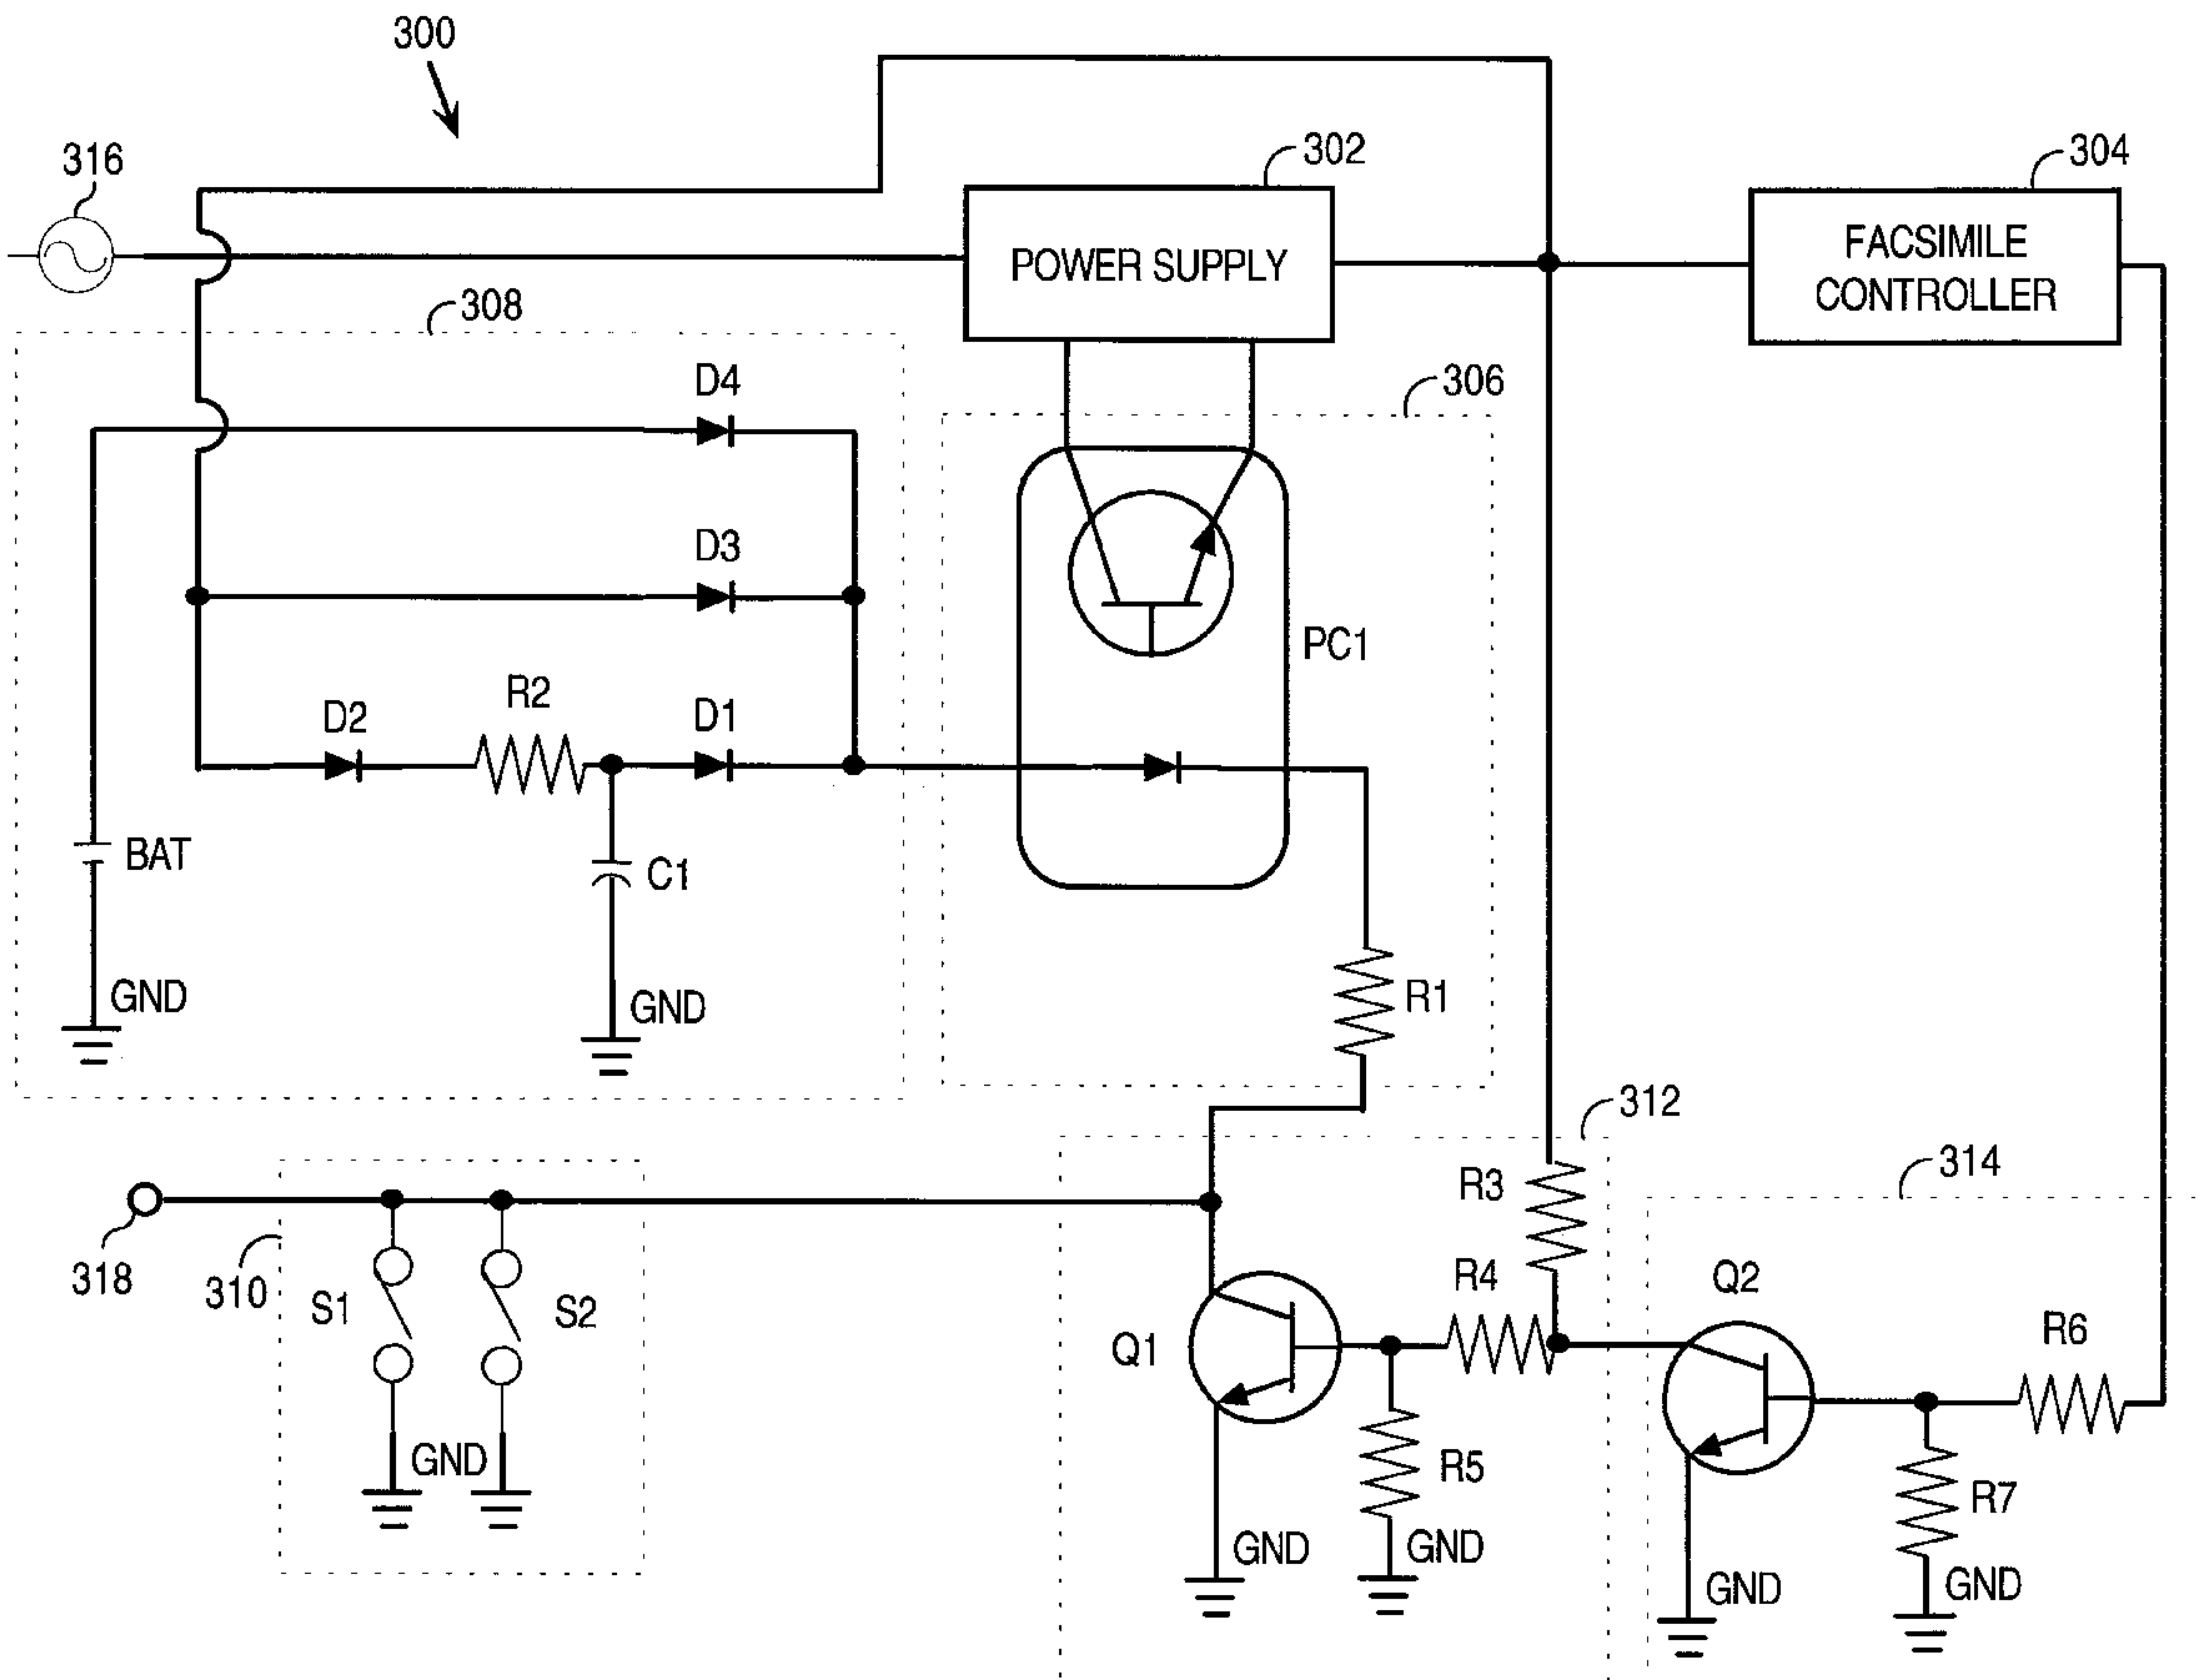 300
316
302
304
POWER SUPPLY
FACSIMILE
CONTROLLER
308
306
D4
D3
PC1
D2
R2
D1
BAT
C1
GND
GND
R1
312
314
318
310
S1
S2
GND
R3
R4
Q1
R5
GND
GND
Q2
R6
R7
GND
GND